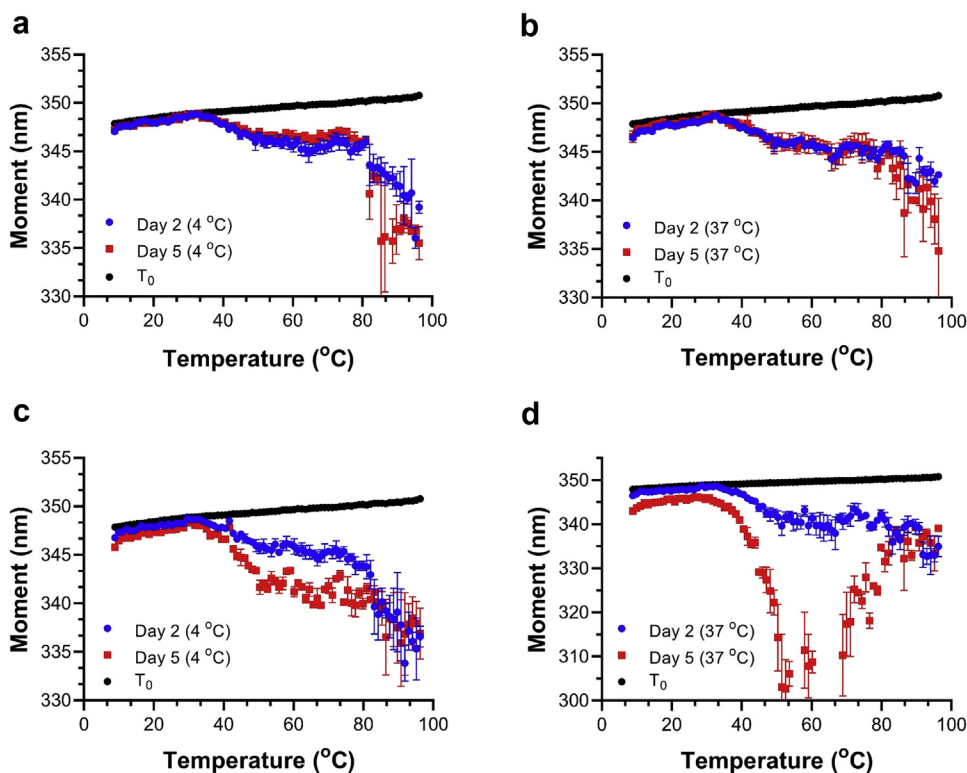 a
355
350
345
340
335
330
Moment (nm)
Day 2 (4 °C)
Day 5 (4 °C)
T₀
0 20 40 60 80 100
Temperature (°C)
b
355
350
345
340
335
330
Moment (nm)
Day 2 (37 °C)
Day 5 (37 °C)
T₀
0 20 40 60 80 100
Temperature (°C)
c
355
350
345
340
335
330
Moment (nm)
Day 2 (4 °C)
Day 5 (4 °C)
T₀
0 20 40 60 80 100
Temperature (°C)
d
350
340
330
320
310
300
Moment (nm)
Day 2 (37 °C)
Day 5 (37 °C)
T₀
0 20 40 60 80 100
Temperature (°C)